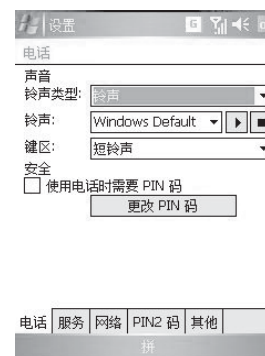 设置
电话
声音
铃声类型: 铃声
铃声: Windows Default
键区: 短铃声
安全
使用电话时需要 PIN 码
更改 PIN 码
电话 服务 网络 PIN2 码 其他
拼